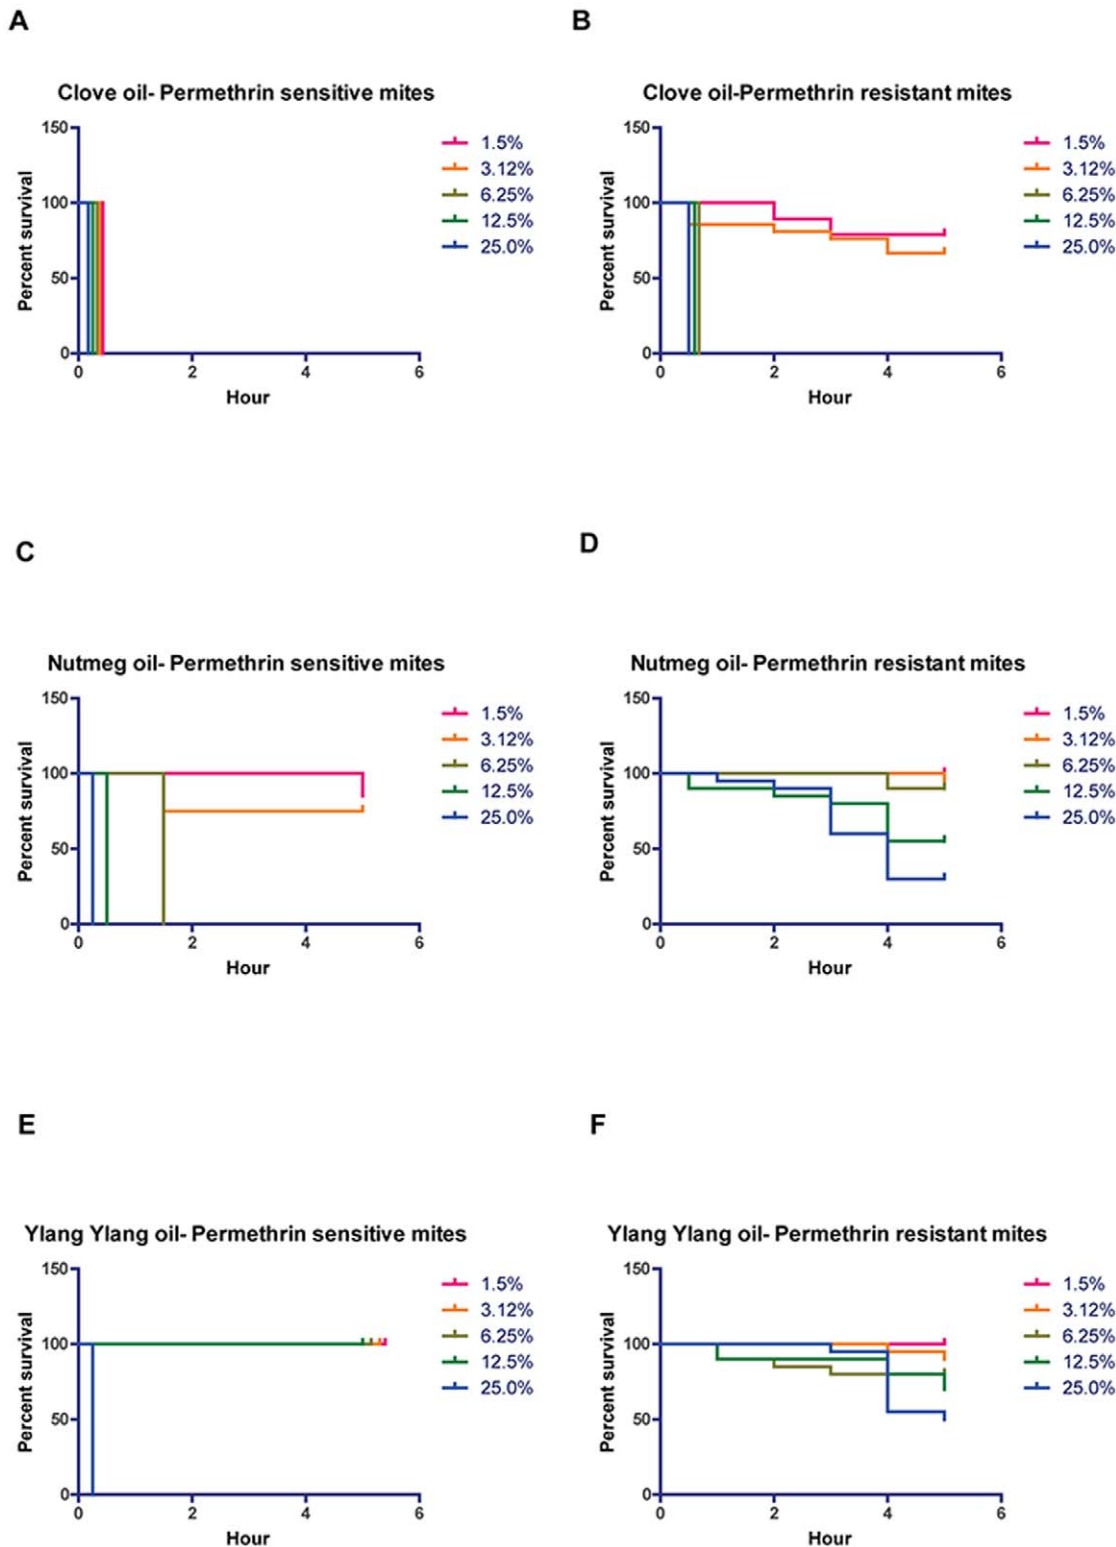 A
Clove oil- Permethrin sensitive mites
150
100
50
0
Percent survival
0 2 4 6
Hour
1.5%
3.12%
6.25%
12.5%
25.0%
B
Clove oil-Permethrin resistant mites
150
100
50
0
Percent survival
0 2 4 6
Hour
1.5%
3.12%
6.25%
12.5%
25.0%
C
Nutmeg oil- Permethrin sensitive mites
150
100
50
0
Percent survival
0 2 4 6
Hour
1.5%
3.12%
6.25%
12.5%
25.0%
D
Nutmeg oil- Permethrin resistant mites
150
100
50
0
Percent survival
0 2 4 6
Hour
1.5%
3.12%
6.25%
12.5%
25.0%
E
Ylang Ylang oil- Permethrin sensitive mites
150
100
50
0
Percent survival
0 2 4 6
Hour
1.5%
3.12%
6.25%
12.5%
25.0%
F
Ylang Ylang oil- Permethrin resistant mites
150
100
50
0
Percent survival
0 2 4 6
Hour
1.5%
3.12%
6.25%
12.5%
25.0%